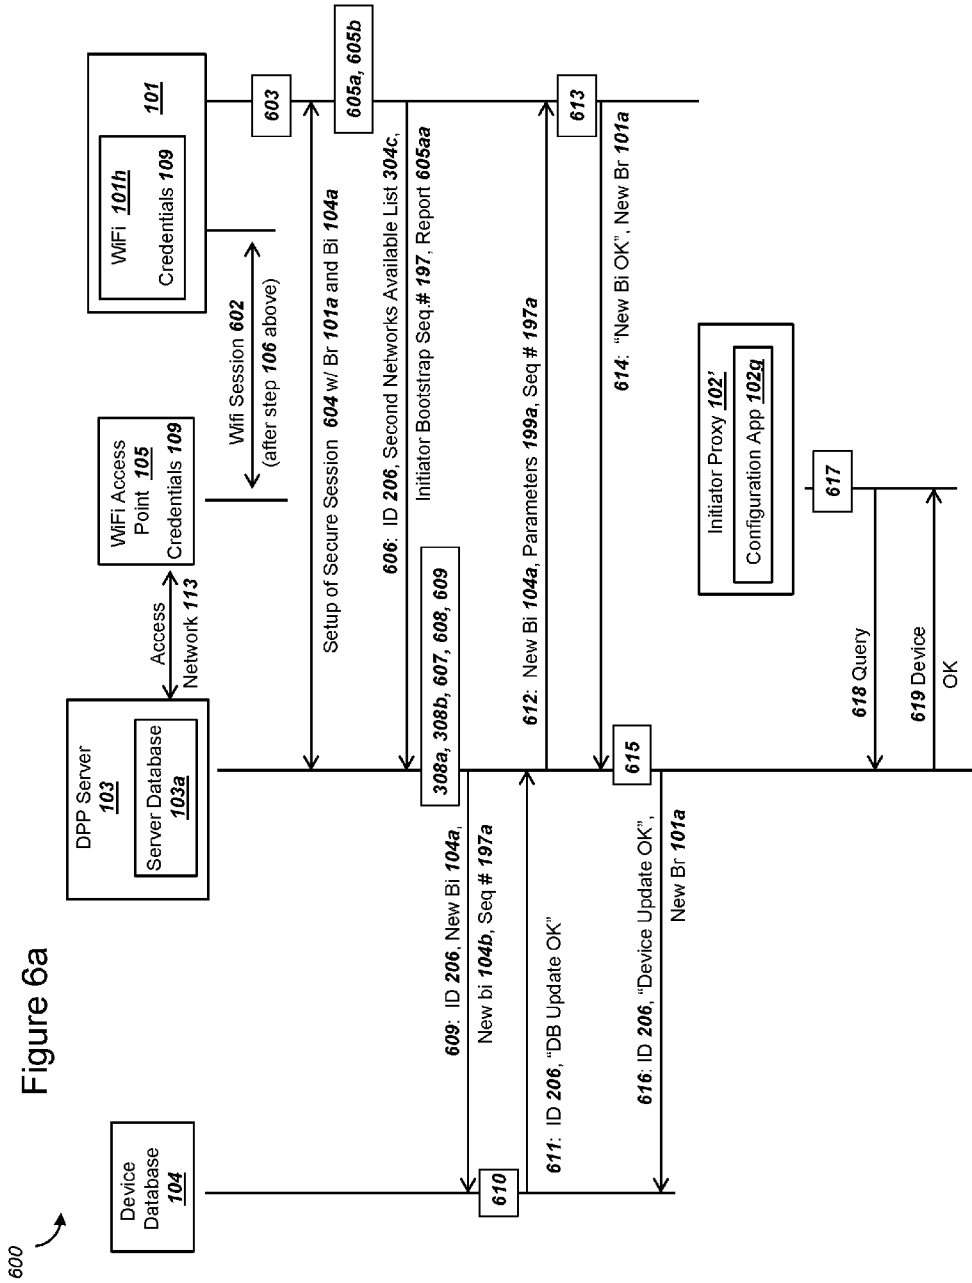 600
Figure 6a
Device
Database
104
DPP Server
103
Server Database
103a
Access
Network 113
WiFi Access
Point 105
Credentials 109
101
WiFi 101h
Credentials 109
Wifi Session 602
(after step 106 above)
603
Setup of Secure Session 604 w/ Br 101a and Bi 104a
605a, 605b
606: ID 206, Second Networks Available List 304c,
Initiator Bootstrap Seq.# 197, Report 605aa
308a, 308b, 607, 608, 609
609: ID 206, New Bi 104a,
New bi 104b, Seq # 197a
610
611: ID 206, "DB Update OK"
612: New Bi 104a, Parameters 199a, Seq # 197a
613
614: "New Bi OK", New Br 101a
615
616: ID 206, "Device Update OK",
New Br 101a
Initiator Proxy 102'
Configuration App 102g
617
618 Query
619 Device
OK